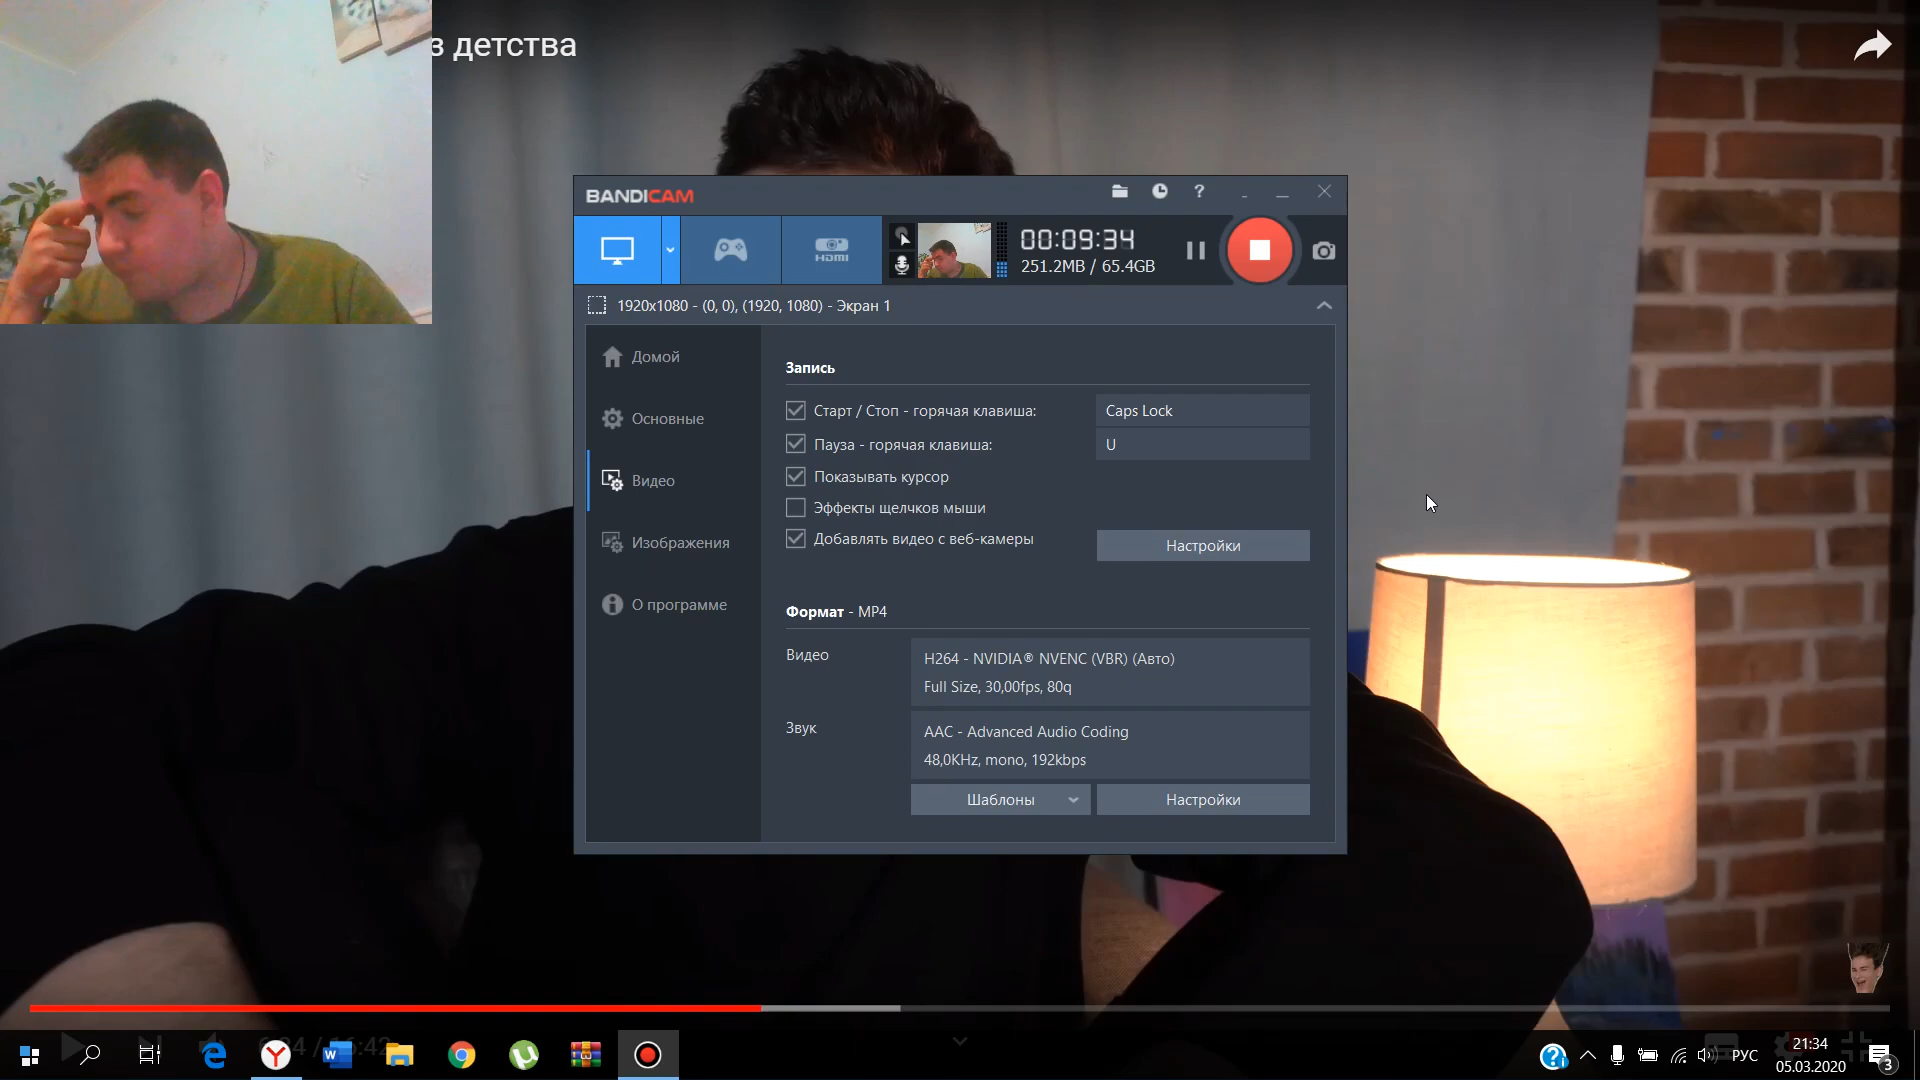 з детства
BANDICAM
HDMI
00:09:34
251.2MB / 65.4GB
1920x1080 - (0, 0), (1920, 1080) - Экран 1
Домой
Основные
Видео
Изображения
О программе
Запись
Старт / Стоп - горячая клавиша:
Caps Lock
Пауза - горячая клавиша:
U
Показывать курсор
Эффекты щелчков мыши
Добавлять видео с веб-камеры
Настройки
Формат - MP4
Видео
H264 - NVIDIA® NVENC (VBR) (Авто)
Full Size, 30,00fps, 80q
Звук
AAC - Advanced Audio Coding
48,0KHz, mono, 192kbps
Шаблоны
Настройки
РУС
21:34
05.03.2020
3